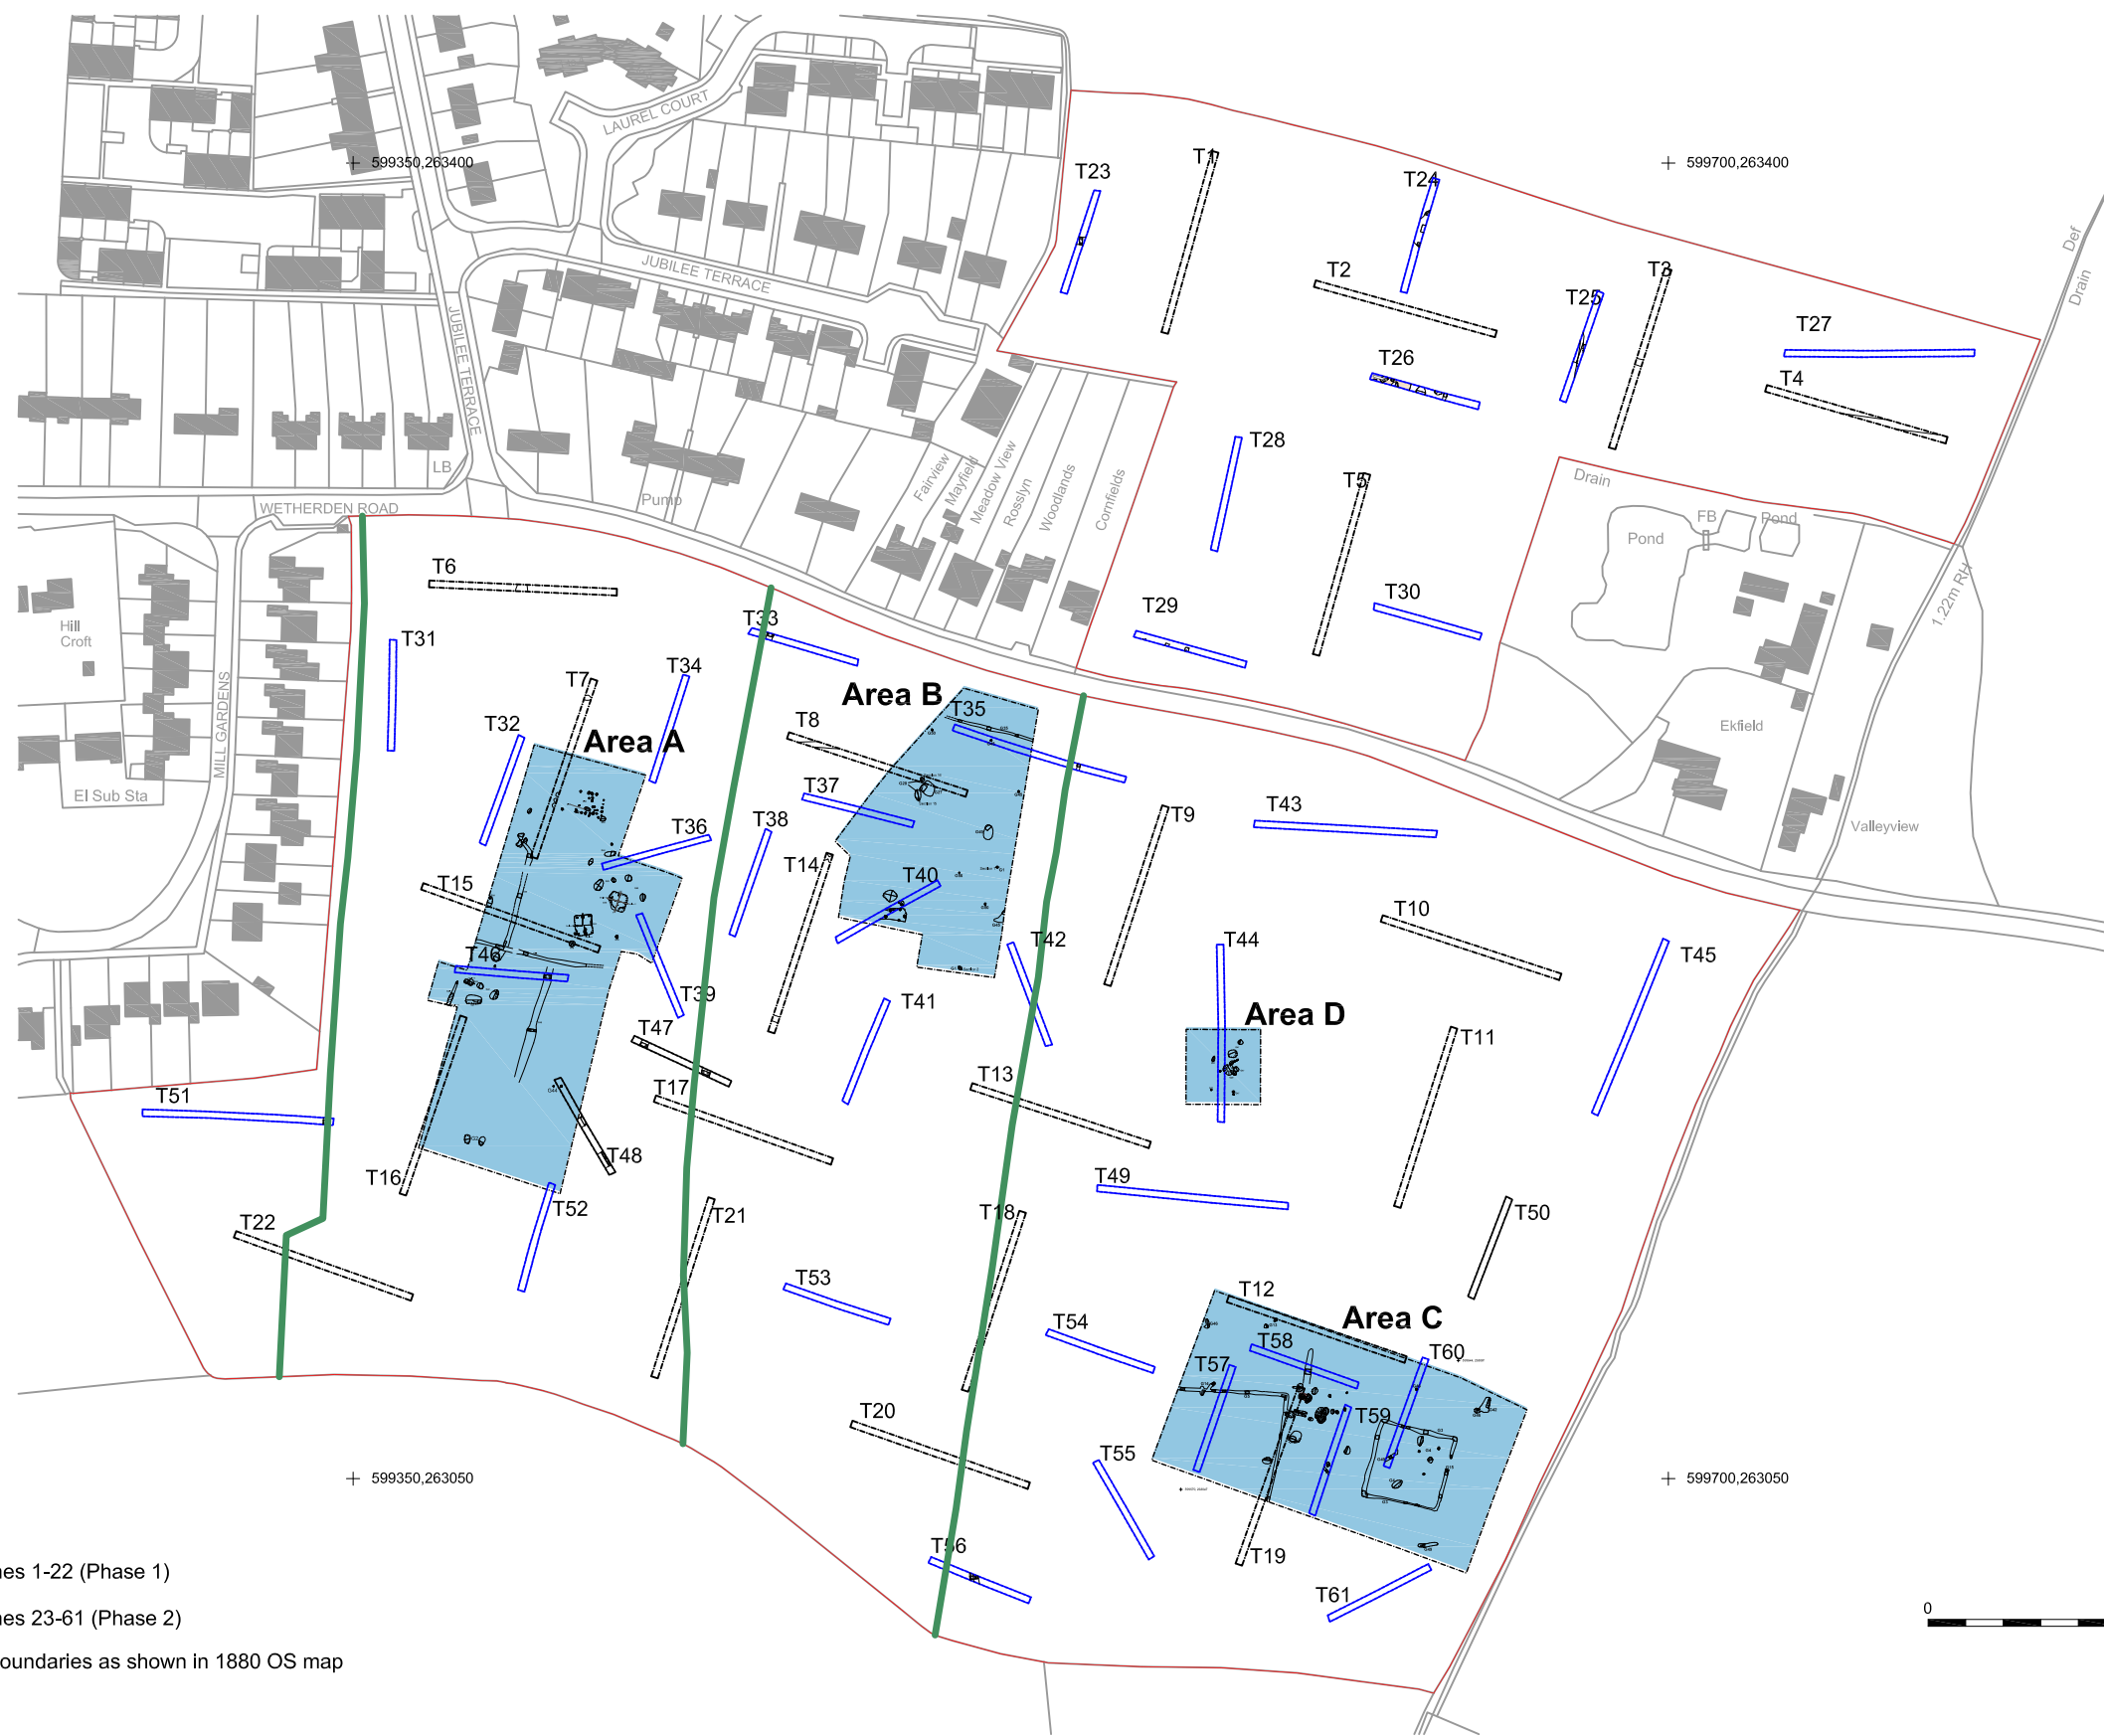 LAUREL COURT
599350,263400
599700,263400
T23
T1
T24
Def
Drain
JUBILEE TERRACE
T2
T3
T25
T27
JUBILEE TERRACE
T26
T4
T28
LB
Pump
Fairview
Mayfield
Meadow View
Rosslyn
Woodlands
Cornfields
T5
Drain
WETHERDEN ROAD
FB
Pond
Pond
T6
T29
T30
1.22m RH
Hill
Croft
T31
T33
T7
T34
MILL GARDENS
T32
Area A
Area B
T8
T35
Ekfield
El Sub Sta
T37
T36
T38
T9
T43
Valleyview
T14
T15
T40
T10
T46
T42
T44
T45
T39
T41
Area D
T47
T11
T51
T17
T13
T48
T16
T49
T52
T21
T18
T50
T22
T53
T12
Area C
T54
T58
T60
T57
T59
T20
T55
599350,263050
599700,263050
T56
T19
T61
nes 1-22 (Phase 1)
nes 23-61 (Phase 2)
oundaries as shown in 1880 OS map
0